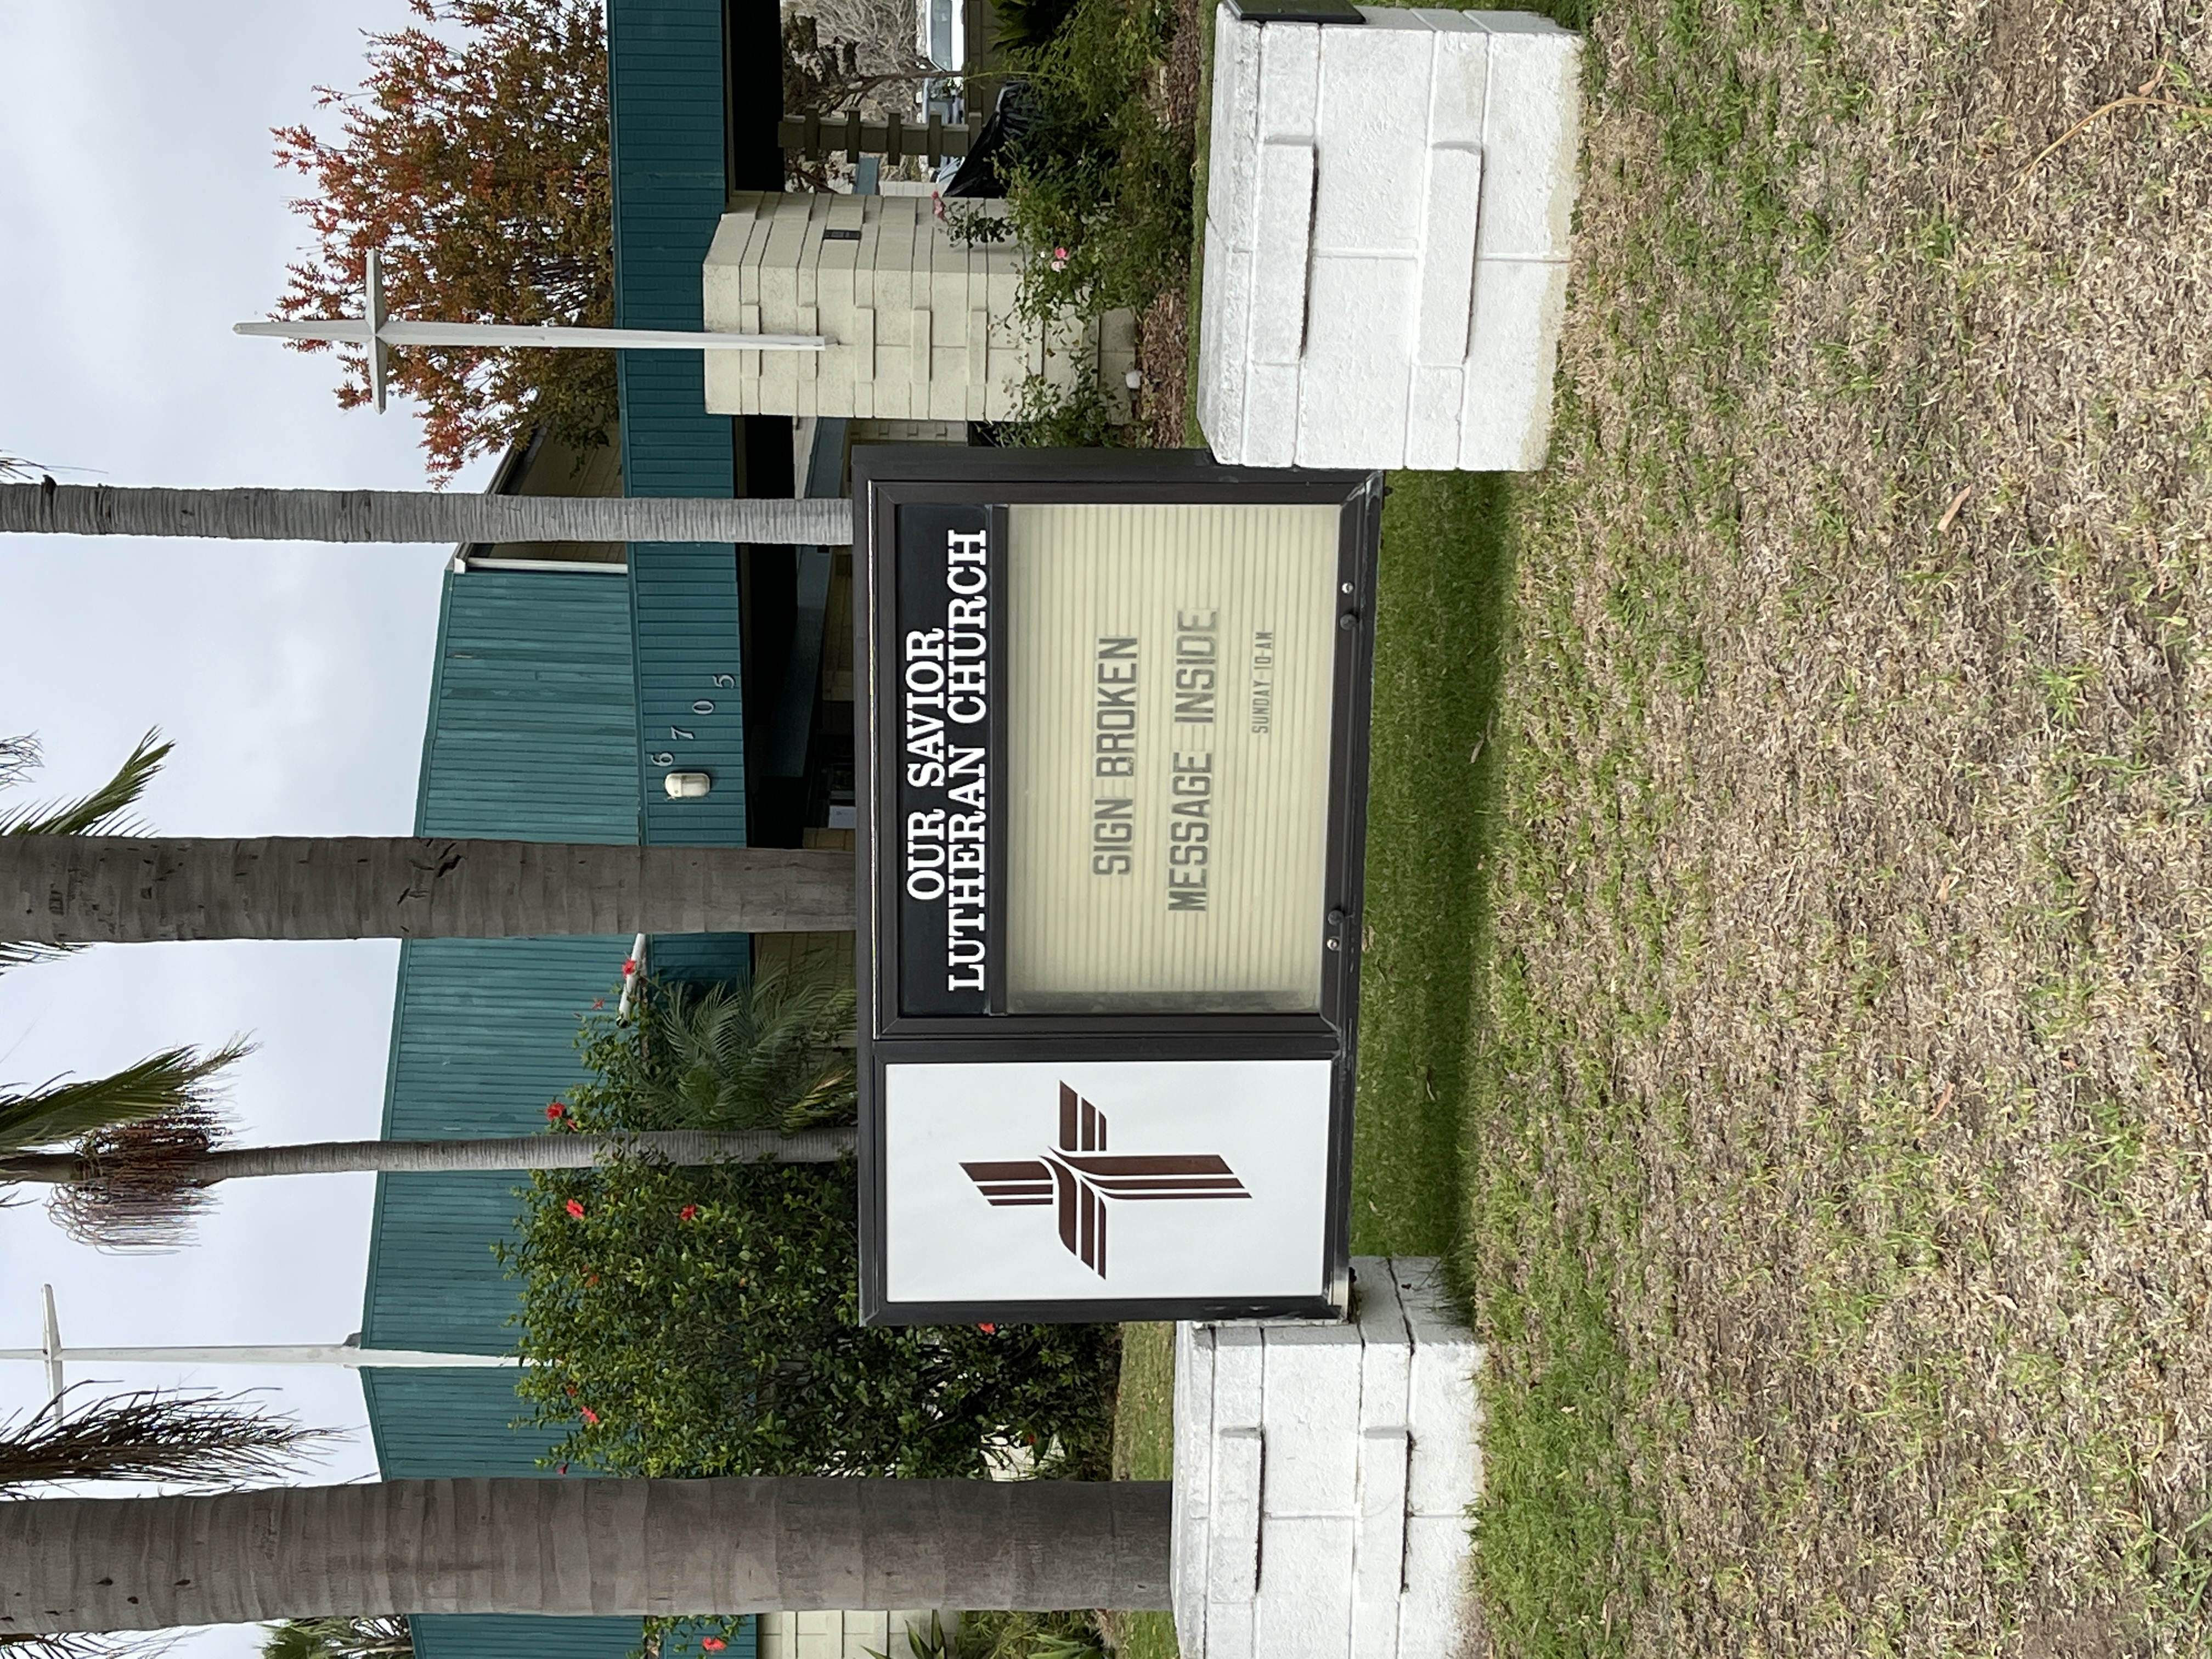 6705
OUR SAVIOR
LUTHERAN CHURCH
SIGN BROKEN
MESSAGE INSIDE
SUNDAY-10-AM